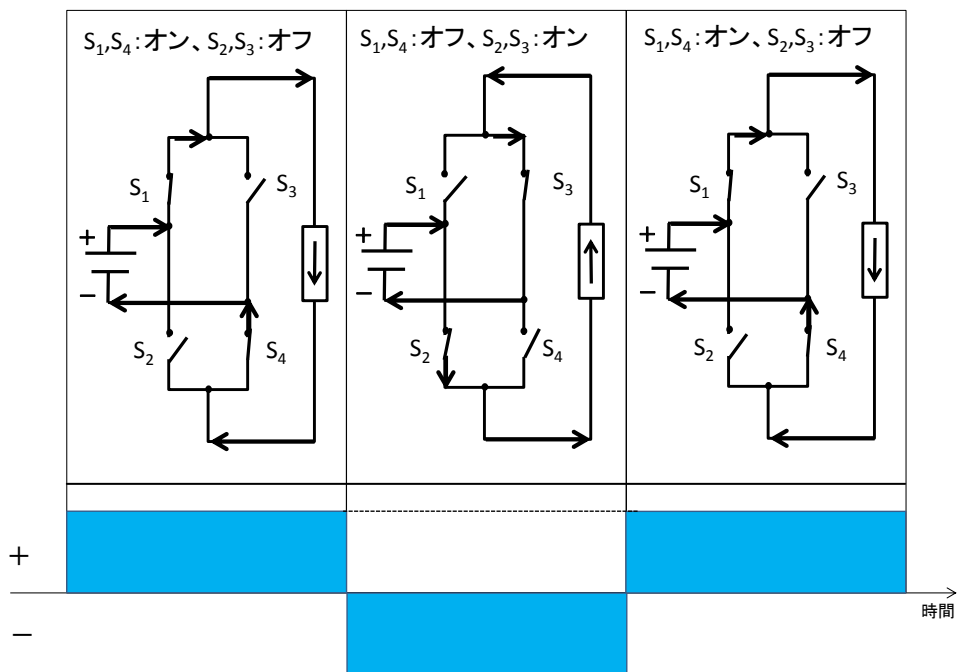 S₁,S₄:オン、S₂,S₃:オフ
S₁
S₃
+
−
S₂
S₄
S₁,S₄:オフ、S₂,S₃:オン
S₁
S₃
+
−
S₂
S₄
S₁,S₄:オン、S₂,S₃:オフ
S₁
S₃
+
−
S₂
S₄
+
−
時間